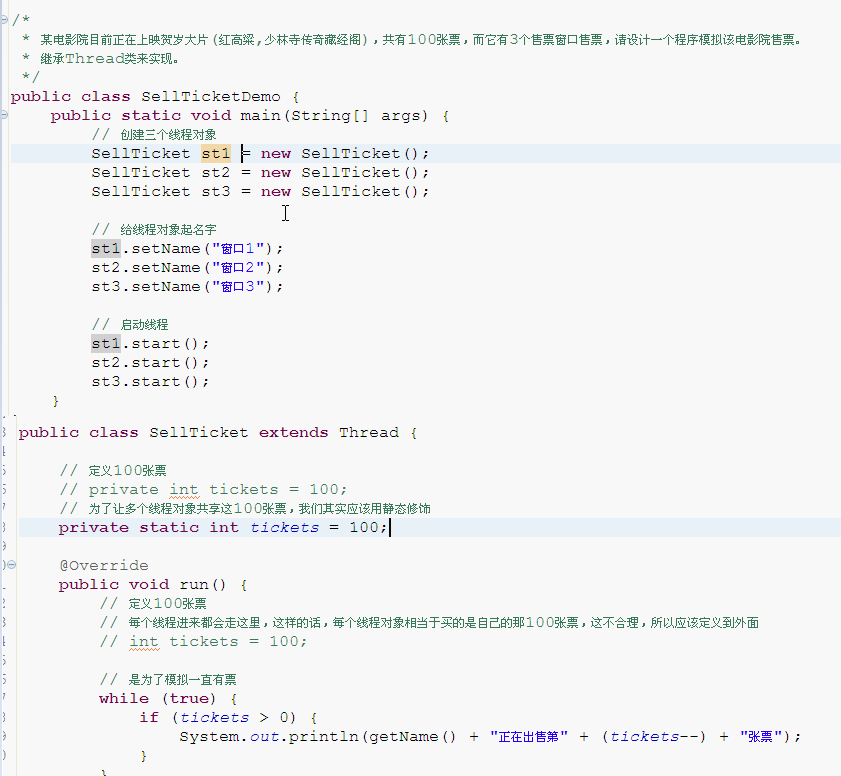 /*
 * 某电影院目前正在上映贺岁大片(红高粱,少林寺传奇藏经阁),共有100张票,而它有3个售票窗口售票,请设计一个程序模拟该电影院售票。
 * 继承Thread类来实现。
 */
public class SellTicketDemo {
    public static void main(String[] args) {
        // 创建三个线程对象
        SellTicket st1 = new SellTicket();
        SellTicket st2 = new SellTicket();
        SellTicket st3 = new SellTicket();
        // 给线程对象起名字
        st1.setName("窗口1");
        st2.setName("窗口2");
        st3.setName("窗口3");
        // 启动线程
        st1.start();
        st2.start();
        st3.start();
    }
public class SellTicket extends Thread {
    // 定义100张票
    // private int tickets = 100;
    // 为了让多个线程对象共享这100张票,我们其实应该用静态修饰
    private static int tickets = 100;
    @Override
    public void run() {
        // 定义100张票
        // 每个线程进来都会走这里,这样的话,每个线程对象相当于买的是自己的那100张票,这不合理,所以应该定义到外面
        // int tickets = 100;
        // 是为了模拟一直有票
        while (true) {
            if (tickets > 0) {
                System.out.println(getName() + "正在出售第" + (tickets--) + "张票");
            }
        }